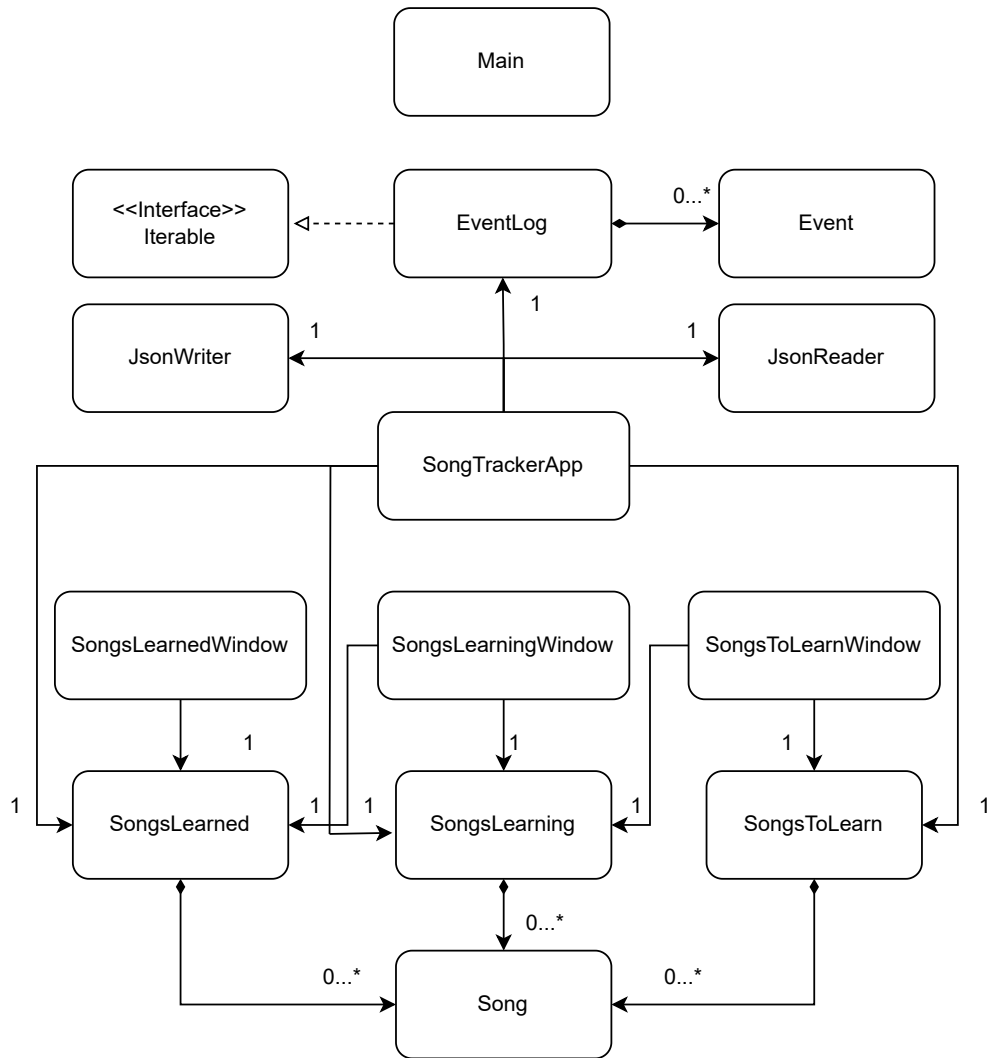 Main
<<Interface>>
Iterable
EventLog
0...*
Event
1
JsonWriter
1
1
JsonReader
SongTrackerApp
SongsLearnedWindow
SongsLearningWindow
SongsToLearnWindow
1
1
1
1
SongsLearned
1
1
SongsLearning
1
SongsToLearn
1
0...*
0...*
0...*
Song